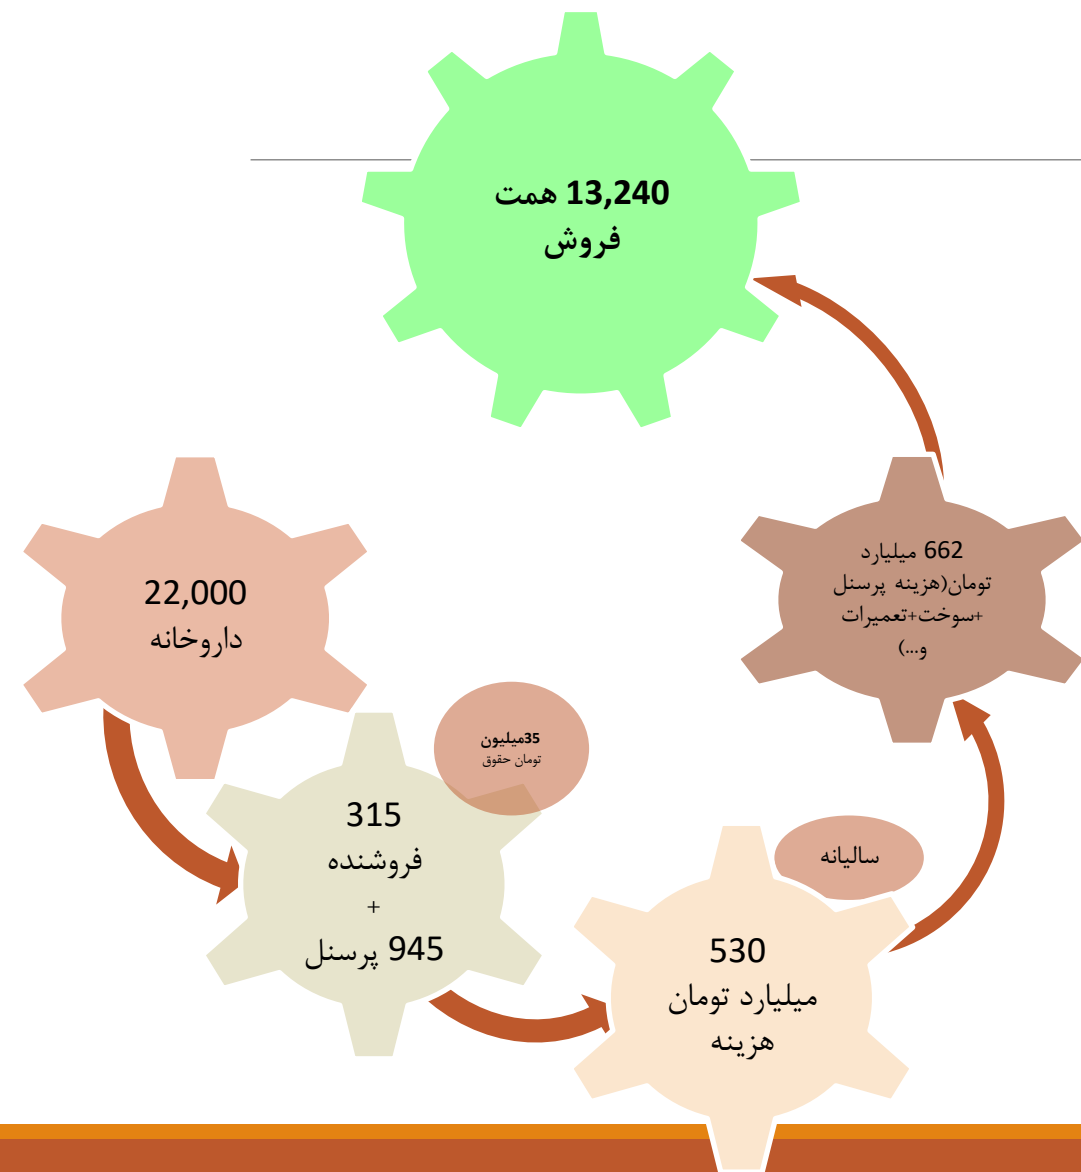 13,240 همت
فروش
22,000
داروخانه
35میلیون
تومان حقوق
315
فروشنده
+
945 پرسنل
سالیانه
530
میلیارد تومان
هزینه
662 میلیارد
تومان(هزینه پرسنل
+سوخت+تعمیرات
و...)